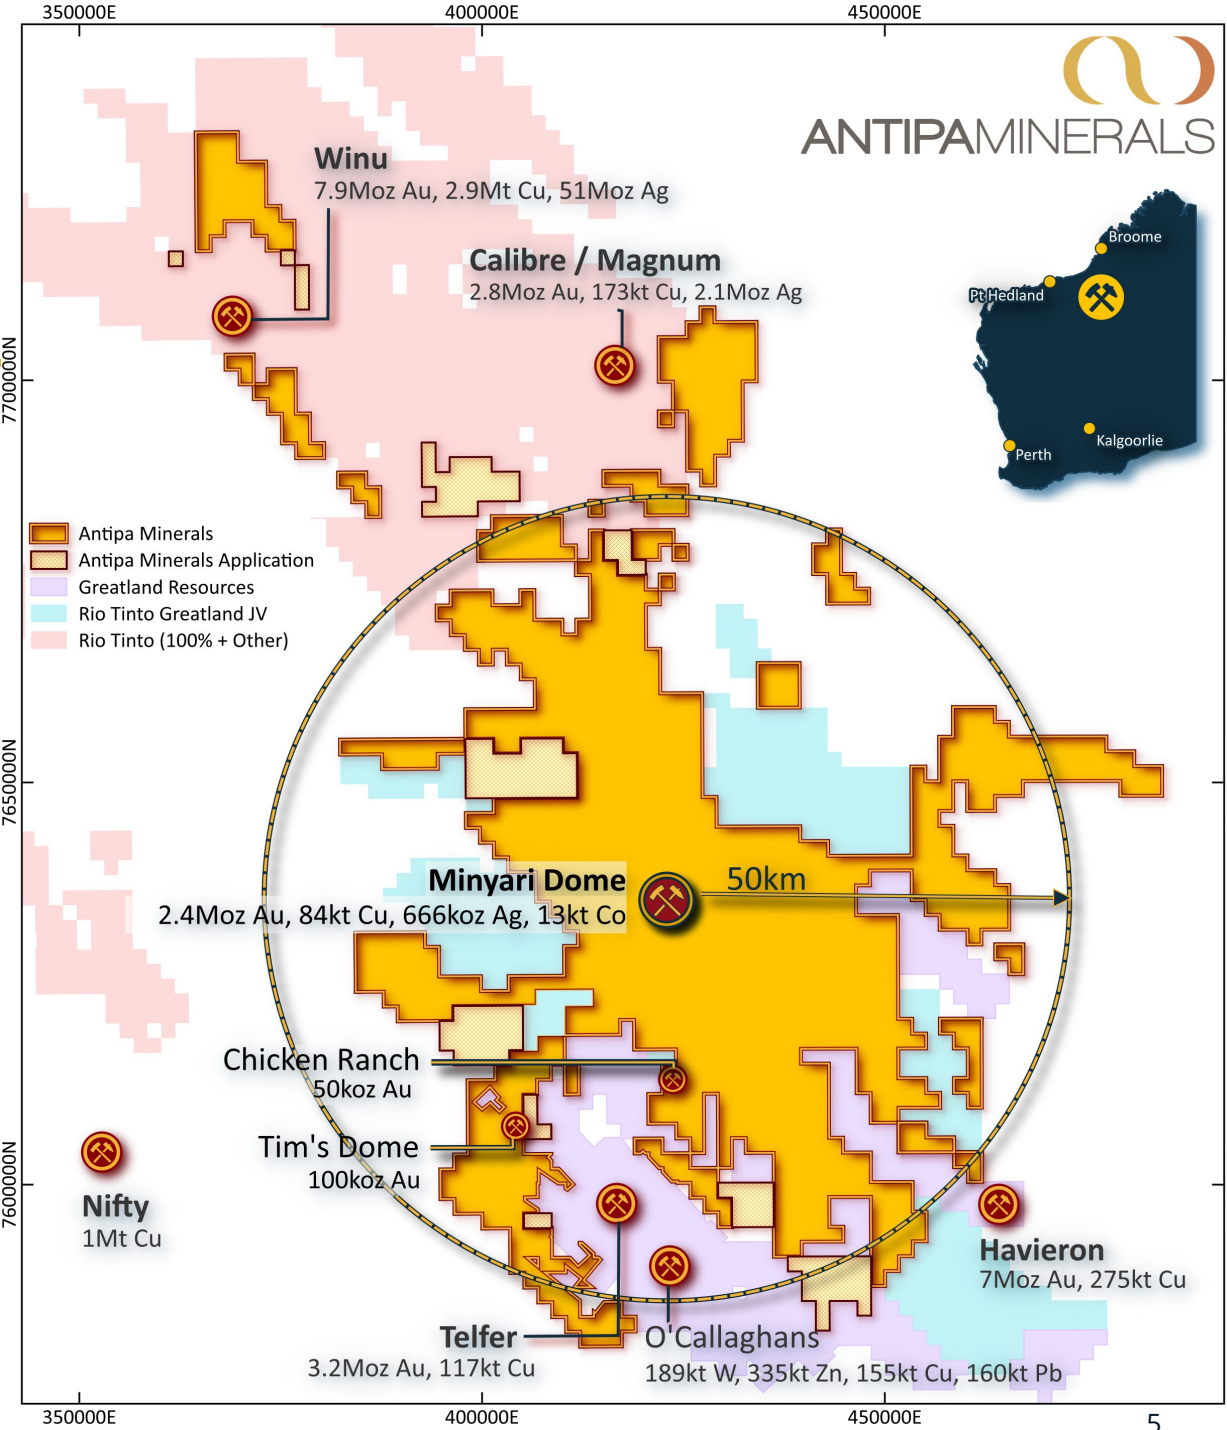 350000E
400000E
450000E
ANTIPAMINERALS
Winu
7.9Moz Au, 2.9Mt Cu, 51Moz Ag
Calibre / Magnum
2.8Moz Au, 173kt Cu, 2.1Moz Ag
Broome
Pt Hedland
Kalgoorlie
Perth
7700000N
Antipa Minerals
Antipa Minerals Application
Greatland Resources
Rio Tinto Greatland JV
Rio Tinto (100% + Other)
7650000N
Minyari Dome
2.4Moz Au, 84kt Cu, 666koz Ag, 13kt Co
50km
Chicken Ranch
50koz Au
Tim's Dome
100koz Au
7600000N
Nifty
1Mt Cu
Havieron
7Moz Au, 275kt Cu
Telfer
3.2Moz Au, 117kt Cu
O'Callaghans
189kt W, 335kt Zn, 155kt Cu, 160kt Pb
350000E
400000E
450000E
5